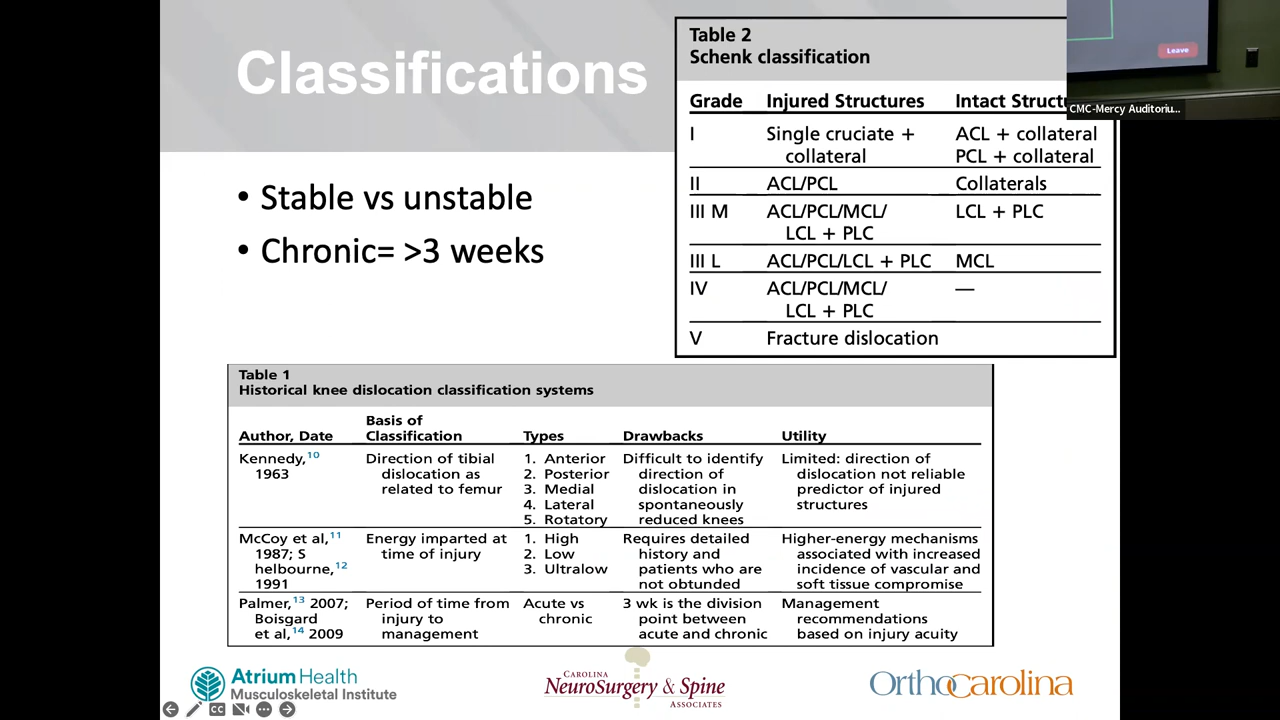 Classifications
• Stable vs unstable
• Chronic= >3 weeks
Table 2
Schenk classification
Grade Injured Structures Intact Struct
I Single cruciate + ACL + collateral
collateral PCL + collateral
II ACL/PCL Collaterals
III M ACL/PCL/MCL/ LCL + PLC
LCL + PLC
III L ACL/PCL/LCL + PLC MCL
IV ACL/PCL/MCL/ —
LCL + PLC
V Fracture dislocation
Leave
CMC-Mercy Auditoriu...
Table 1
Historical knee dislocation classification systems
Basis of
Author, Date Classification Types Drawbacks Utility
Kennedy,10 Direction of tibial 1. Anterior Difficult to identify Limited: direction of
1963 dislocation as 2. Posterior direction of dislocation not reliable
related to femur 3. Medial dislocation in predictor of injured
4. Lateral spontaneously structures
5. Rotatory reduced knees
McCoy et al,11 Energy imparted at 1. High Requires detailed Higher-energy mechanisms
1987; S time of injury 2. Low history and associated with increased
helbourne,12 3. Ultralow patients who are incidence of vascular and
1991 not obtunded soft tissue compromise
Palmer,13 2007; Period of time from Acute vs 3 wk is the division Management
Boisgard injury to chronic point between recommendations
et al,14 2009 management acute and chronic based on injury acuity
Atrium Health
Musculoskeletal Institute
CAROLINA
NEUROSURGERY & SPINE
ASSOCIATES
OrthoCarolina
CC